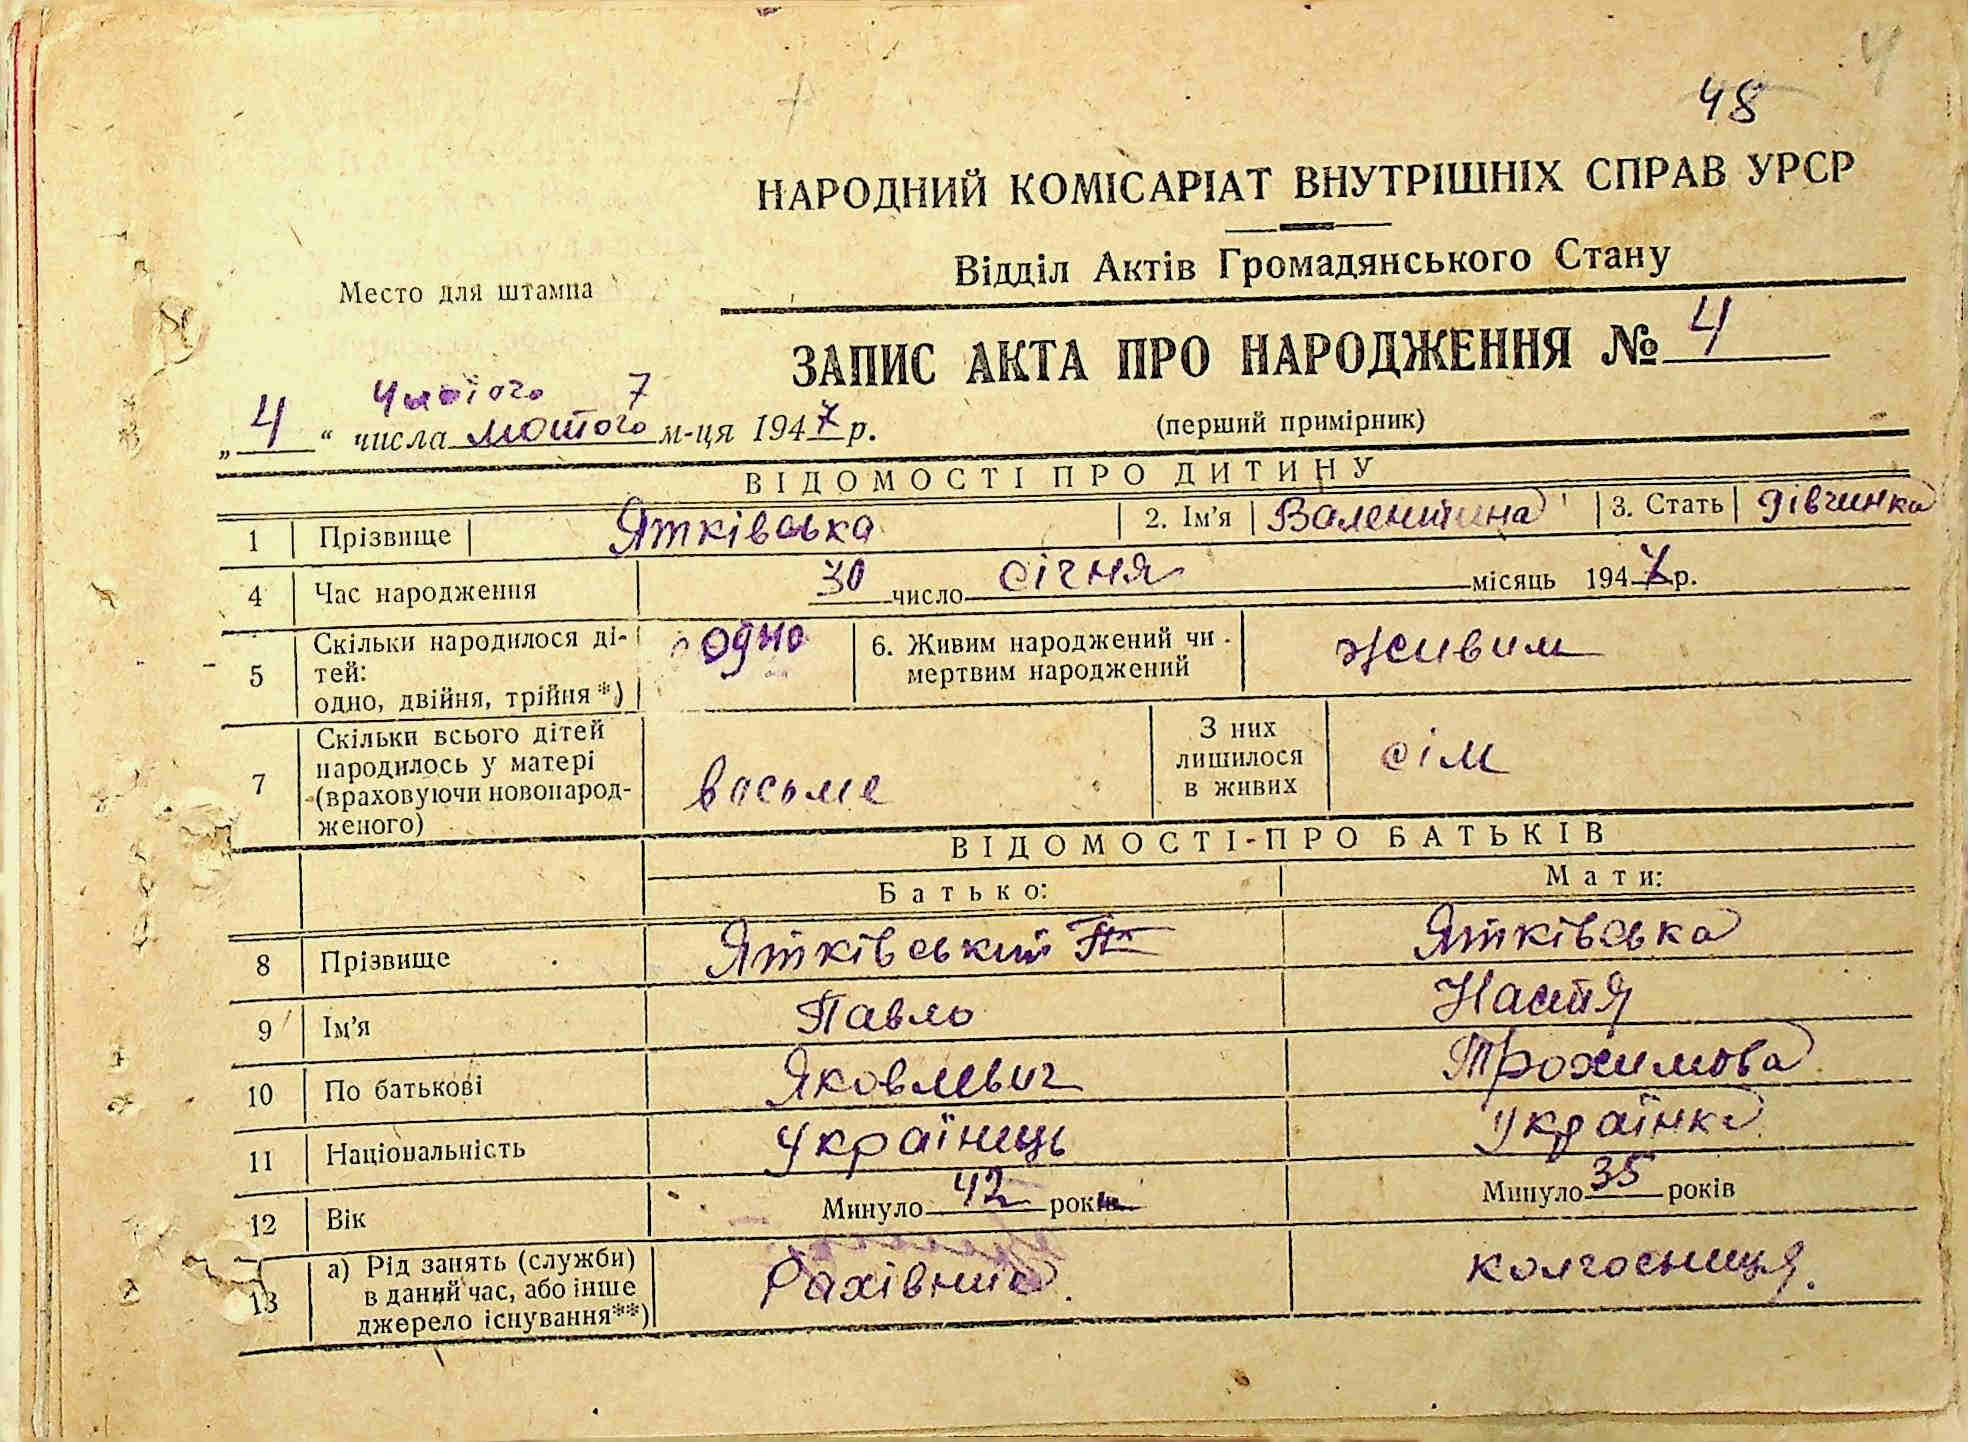 48
НАРОДНИЙ КОМІСАРІАТ ВНУТРІШНІХ СПРАВ УРСР
Відділ Актів Громадянського Стану
Место для штампа
ЗАПИС АКТА ПРО НАРОДЖЕННЯ № 4
(перший примірник)
Лютого 7
„4“ числа лютого м-ця 1947 р.
ВІДОМОСТІ ПРО ДИТИНУ
1 Прізвище Ятківська 2. Ім'я Валентина 3. Стать дівчинка
4 Час народження 30 число січня місяць 1947 р.
5 Скільки народилося ді-
тей:
одно, двійня, трійня*) одно 6. Живим народжений чи
мертвим народжений живим
7 Скільки всього дітей
народилось у матері
(враховуючи новонарод-
женого) восьме З них
лишилося
в живих сім
ВІДОМОСТІ-ПРО БАТЬКІВ
Батько: Мати:
8 Прізвище Ятківський Ятківська
9 Ім'я Павло Настя
10 По батькові Яковлевич Трохимова
11 Національність Українець Українка
12 Вік Минуло 42 років Минуло 35 років
13 а) Рід занять (служби)
в даний час, або інше
джерело існування**) Рахівник. колгосниця.